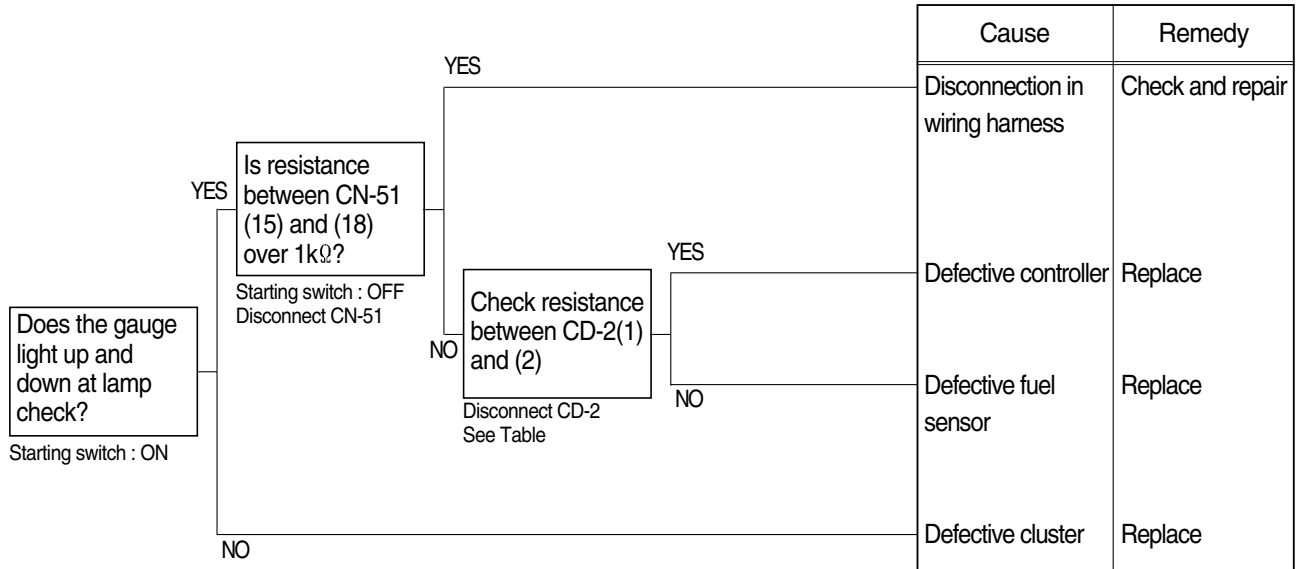 Cause
Remedy
YES
Disconnection in
wiring harness
Check and repair
YES
Is resistance
between CN-51
(15) and (18)
over 1kΩ?
Starting switch : OFF
Disconnect CN-51
YES
Defective controller
Replace
Does the gauge
light up and
down at lamp
check?
Starting switch : ON
NO
Check resistance
between CD-2(1)
and (2)
Disconnect CD-2
See Table
NO
Defective fuel
sensor
Replace
NO
Defective cluster
Replace